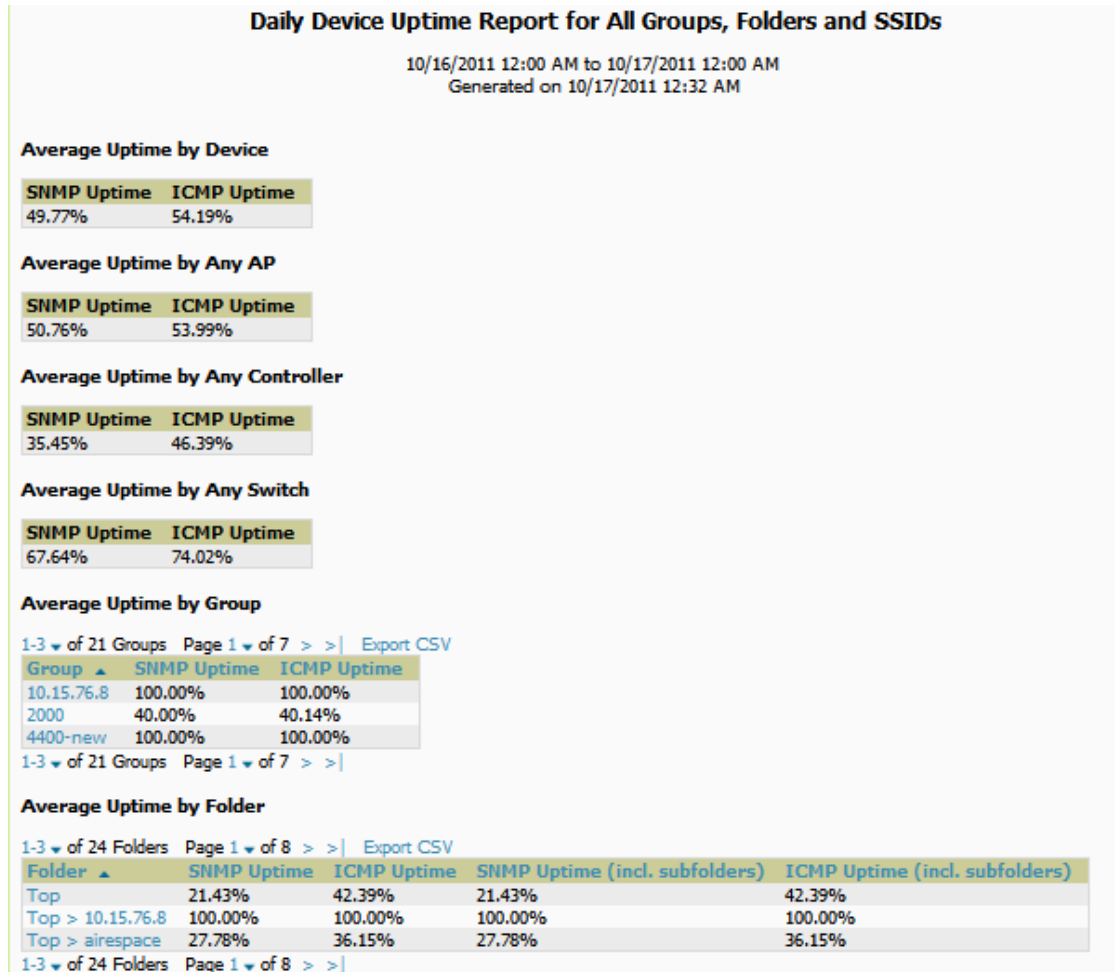 Daily Device Uptime Report for All Groups, Folders and SSIDs
10/16/2011 12:00 AM to 10/17/2011 12:00 AM
Generated on 10/17/2011 12:32 AM
Average Uptime by Device
SNMP Uptime ICMP Uptime
49.77% 54.19%
Average Uptime by Any AP
SNMP Uptime ICMP Uptime
50.76% 53.99%
Average Uptime by Any Controller
SNMP Uptime ICMP Uptime
35.45% 46.39%
Average Uptime by Any Switch
SNMP Uptime ICMP Uptime
67.64% 74.02%
Average Uptime by Group
1-3 of 21 Groups Page 1 of 7 > >| Export CSV
Group SNMP Uptime ICMP Uptime
10.15.76.8 100.00% 100.00%
2000 40.00% 40.14%
4400-new 100.00% 100.00%
1-3 of 21 Groups Page 1 of 7 > >|
Average Uptime by Folder
1-3 of 24 Folders Page 1 of 8 > >| Export CSV
Folder SNMP Uptime ICMP Uptime SNMP Uptime (incl. subfolders) ICMP Uptime (incl. subfolders)
Top 21.43% 42.39% 21.43% 42.39%
Top > 10.15.76.8 100.00% 100.00% 100.00% 100.00%
Top > airespace 27.78% 36.15% 27.78% 36.15%
1-3 of 24 Folders Page 1 of 8 > >|